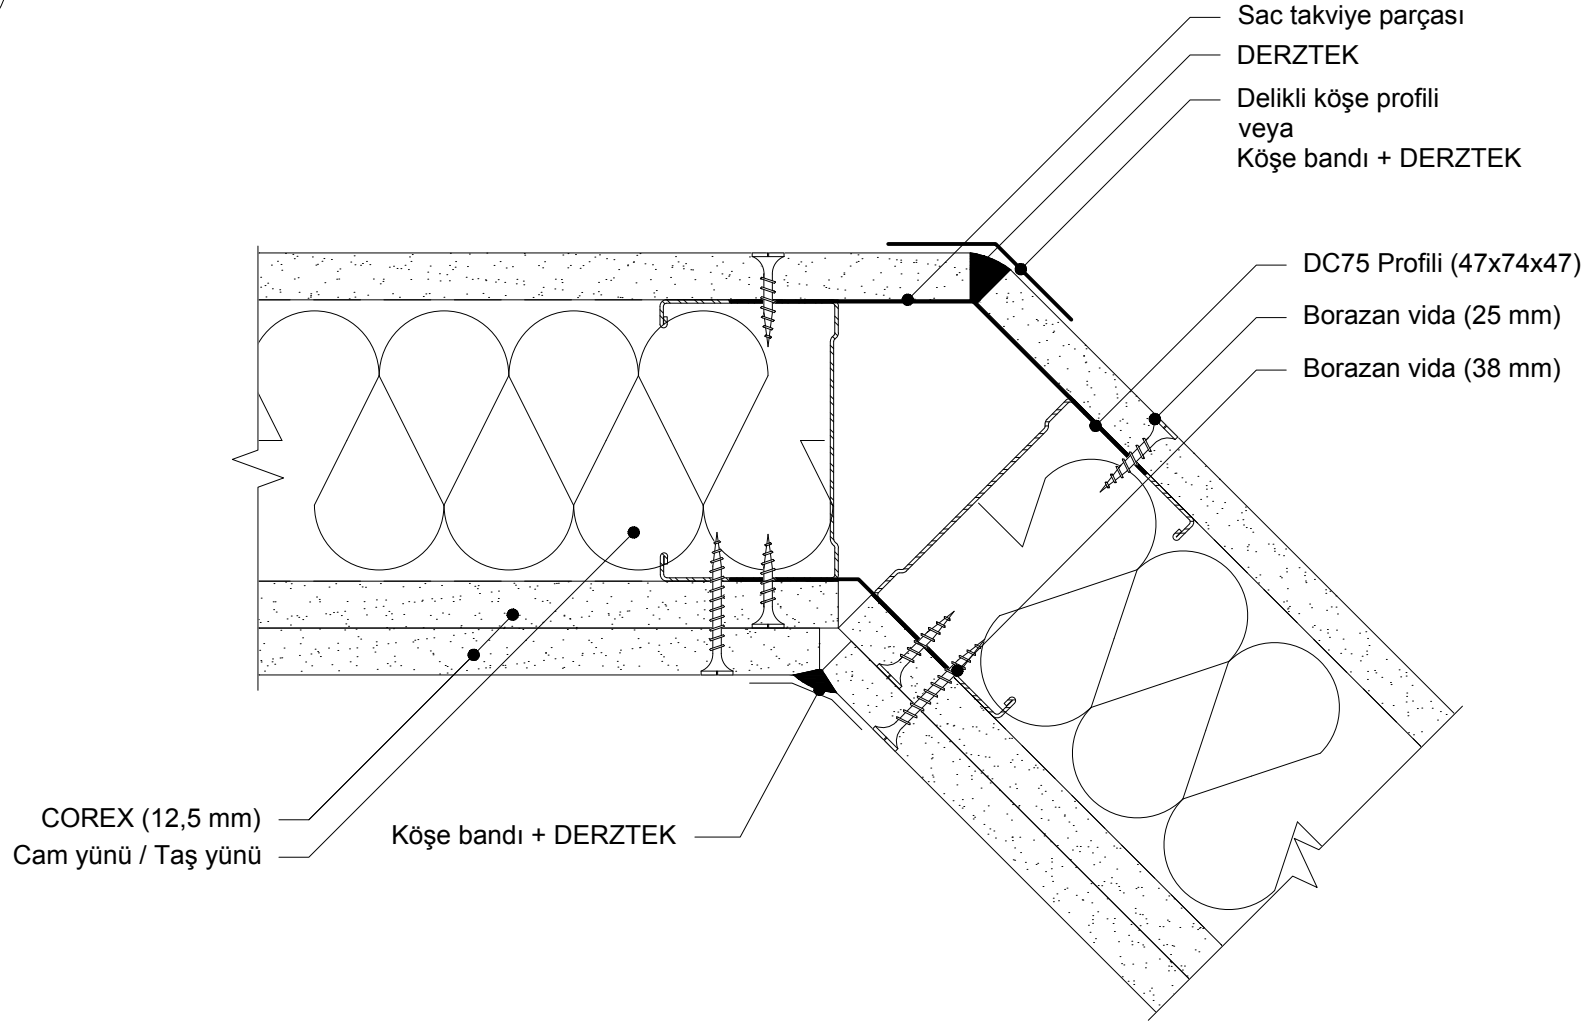 Sac takviye parçası
DERZTEK
Delikli köşe profili
veya
Köşe bandı + DERZTEK
DC75 Profili (47x74x47)
Borazan vida (25 mm)
Borazan vida (38 mm)
COREX (12,5 mm)
Cam yünü / Taş yünü
Köşe bandı + DERZTEK